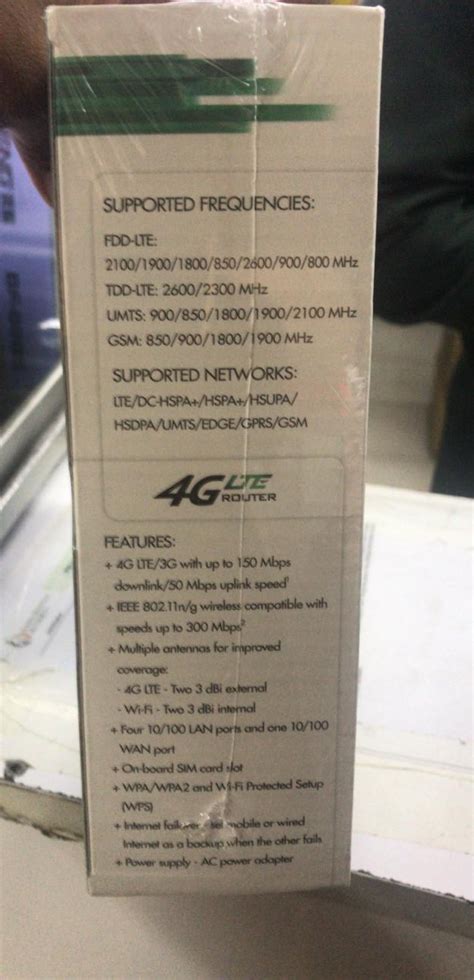 SUPPORTED FREQUENCIES:
FDD-LTE:
2100/1900/1800/850/2600/900/800 MHz
TDD-LTE: 2600/2300 MHz
UMTS: 900/850/1800/1900/2100 MHz
GSM: 850/900/1800/1900 MHz
SUPPORTED NETWORKS:
LTE/DC-HSPA+/HSPA+/HSUPA/
HSDPA/UMTS/EDGE/GPRS/GSM
4G LTE
ROUTER
FEATURES:
+ 4G LTE/3G with up to 150 Mbps
downlink/50 Mbps uplink speed¹
+ IEEE 802.11n/g wireless compatible with
speeds up to 300 Mbps²
+ Multiple antennas for improved
coverage:
- 4G LTE - Two 3 dBi external
- Wi-Fi - Two 3 dBi internal
+ Four 10/100 LAN ports and one 10/100
WAN port
+ On-board SIM card slot
+ WPA/WPA2 and Wi-Fi Protected Setup
(WPS)
+ Internet failover - set mobile or wired
Internet as a backup when the other fails
+ Power supply - AC power adapter